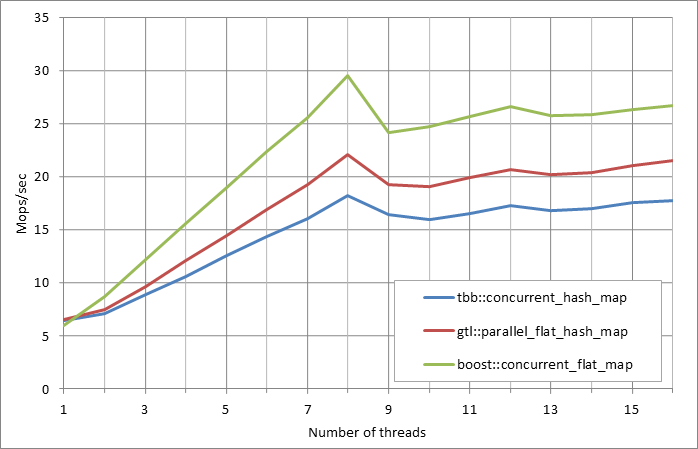 35
30
25
20
15
10
5
0
Mops/sec
1 3 5 7 9 11 13 15
Number of threads
tbb::concurrent_hash_map
gtl::parallel_flat_hash_map
boost::concurrent_flat_map